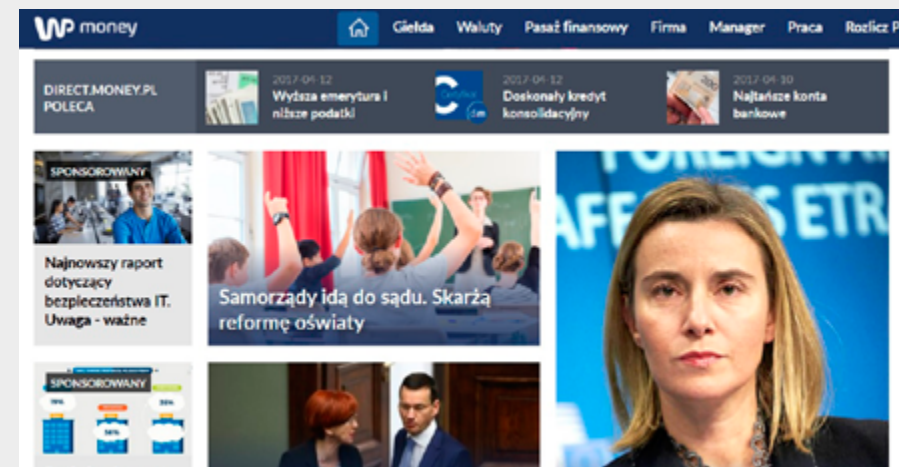 WP money
Giełda
Waluty
Pasaż finansowy
Firma
Manager
Praca
Rozlicz P
DIRECT.MONEY.PL
POLECA
2017-04-12
Wyższa emerytura i
niższe podatki
2017-04-12
Doskonały kredyt
konsolidacyjny
2017-04-10
Najtańsze konta
bankowe
SPONSOROWANY
Najnowszy raport
dotyczący
bezpieczeństwa IT.
Uwaga - ważne
Samorządy idą do sądu. Skarżą
reformę oświaty
ETR
SPONSOROWANY